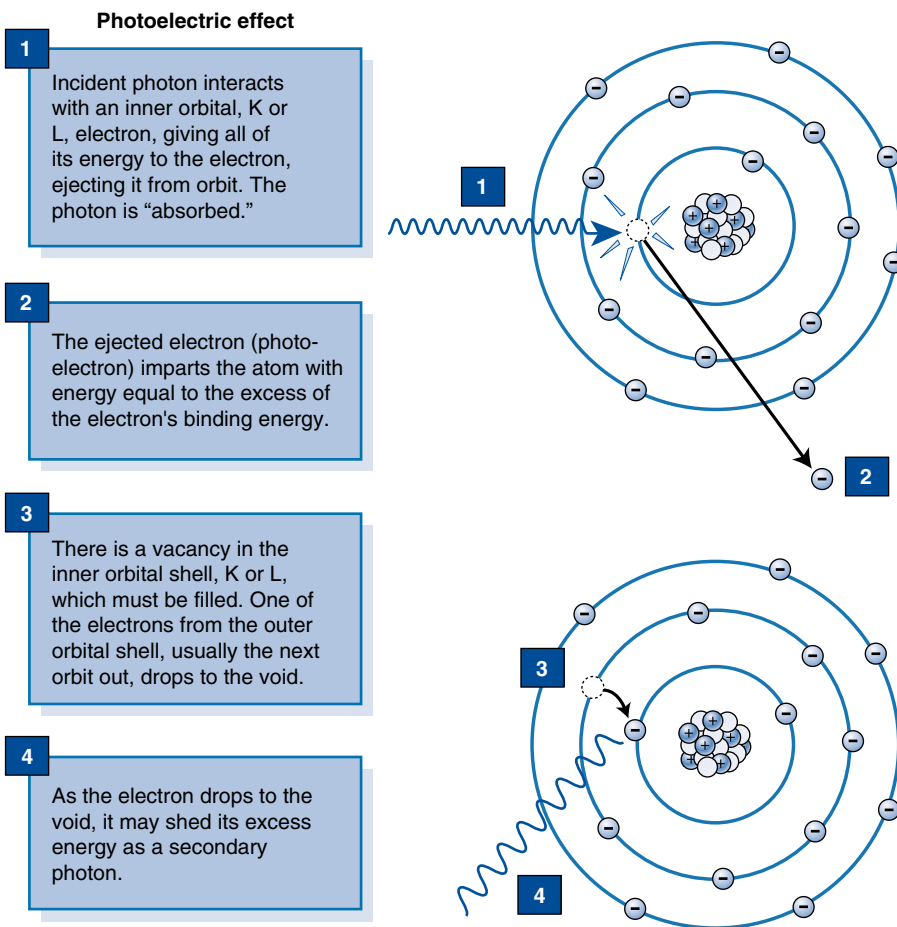 Photoelectric effect
1
Incident photon interacts
with an inner orbital, K or
L, electron, giving all of
its energy to the electron,
ejecting it from orbit. The
photon is “absorbed.”
2
The ejected electron (photo-
electron) imparts the atom with
energy equal to the excess of
the electron's binding energy.
3
There is a vacancy in the
inner orbital shell, K or L,
which must be filled. One of
the electrons from the outer
orbital shell, usually the next
orbit out, drops to the void.
4
As the electron drops to the
void, it may shed its excess
energy as a secondary
photon.
1
2
3
4